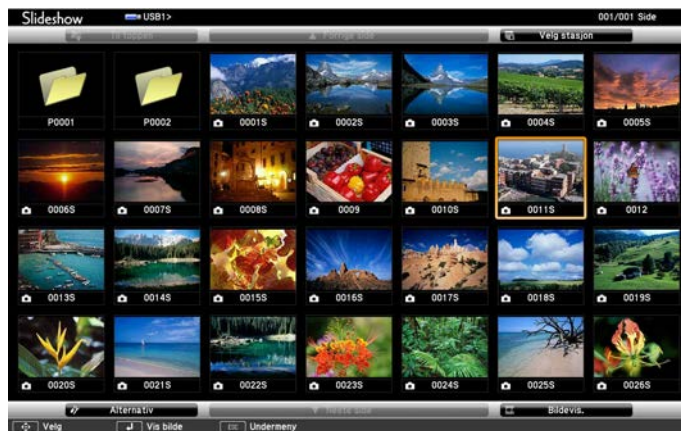 Slideshow USB1> 001/001 Side
Til toppen Forrige side Velg stasjon
P0001 P0002 0001S 0002S 0003S 0004S 0005S
0006S 0007S 0008S 0009 0010S 0011S 0012
0013S 0014S 0015S 0016S 0017S 0018S 0019S
0020S 0021S 0022S 0023S 0024S 0025S 0026S
Alternativ Neste side Bildevis.
Velg Vis bilde Esc Undermeny